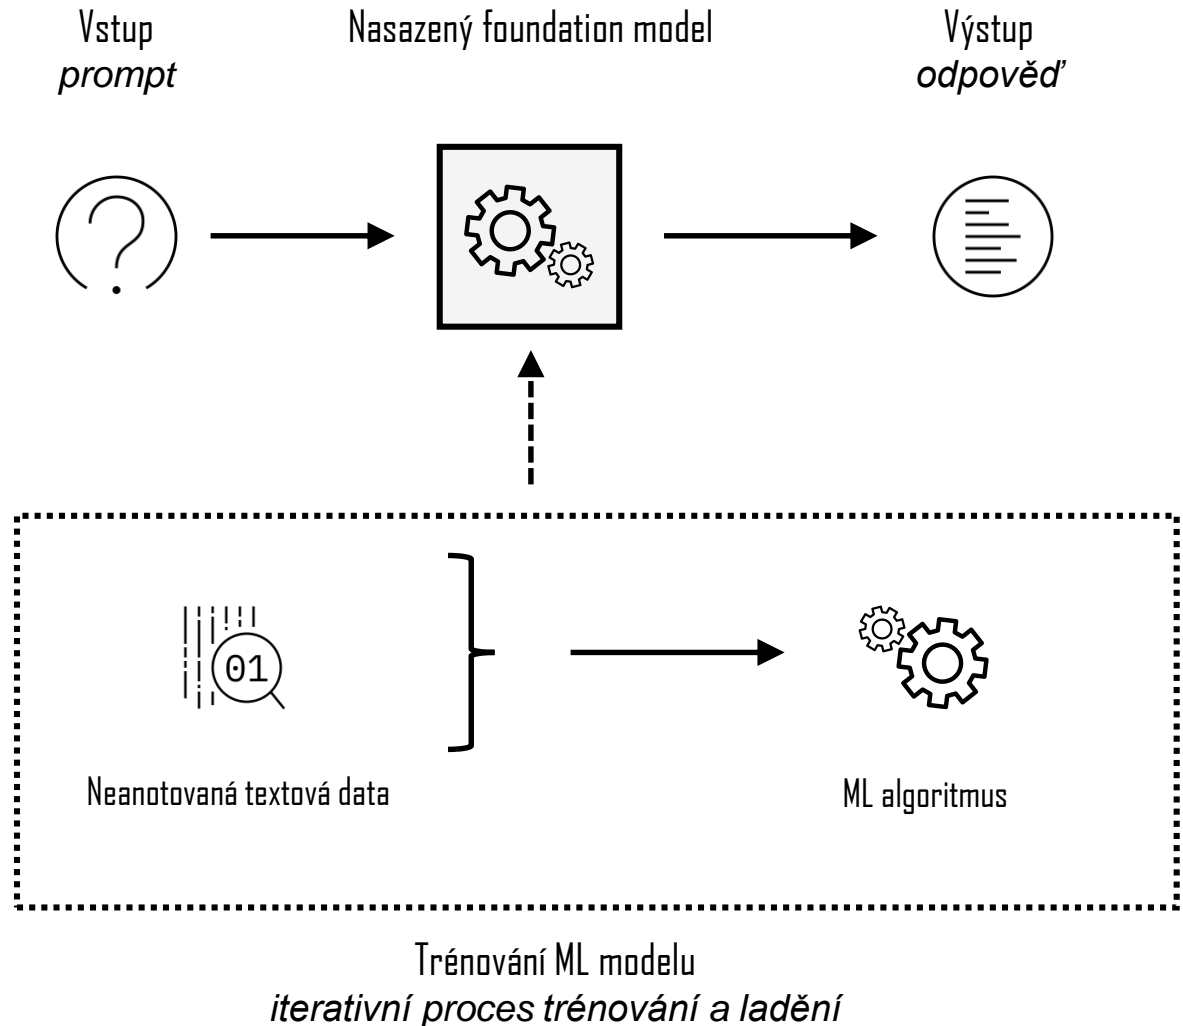 Vstup
prompt
Nasazený foundation model
Výstup
odpověď
01
Neanotovaná textová data
ML algoritmus
Trénování ML modelu
iterativní proces trénování a ladění